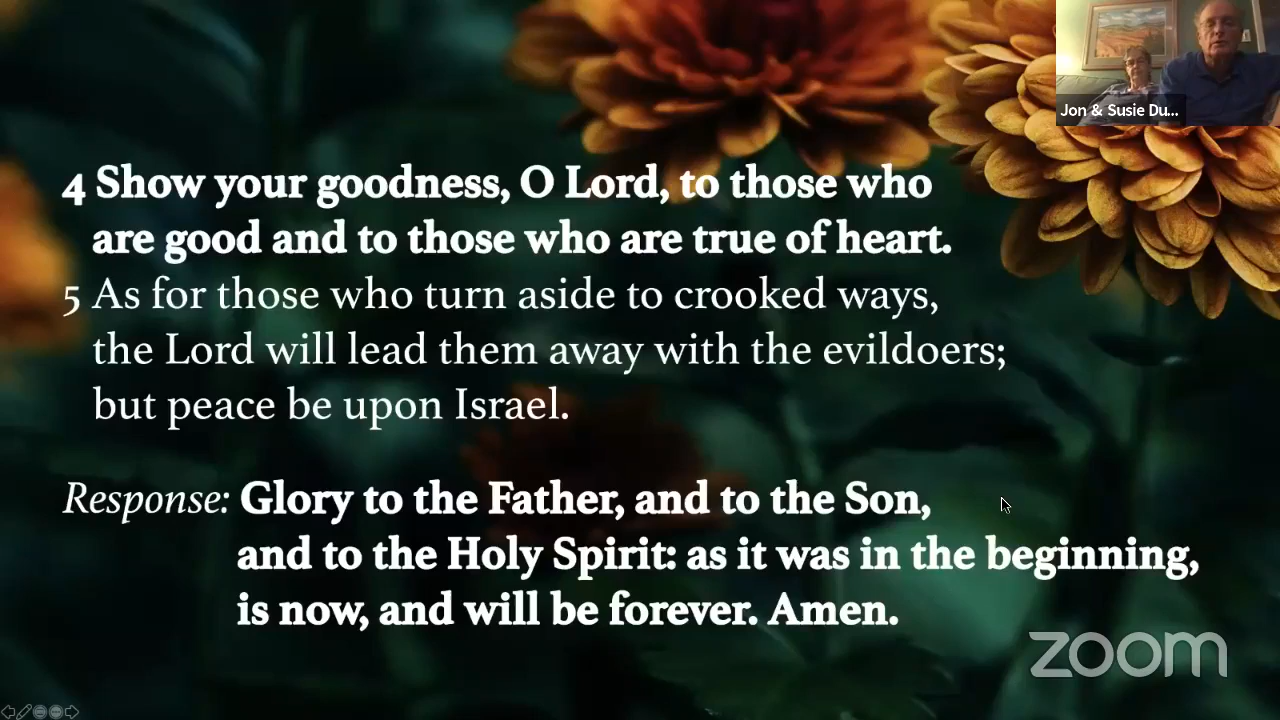 Jon & Susie Du...
4 Show your goodness, O Lord, to those who
are good and to those who are true of heart.
5 As for those who turn aside to crooked ways,
the Lord will lead them away with the evildoers;
but peace be upon Israel.
Response: Glory to the Father, and to the Son,
and to the Holy Spirit: as it was in the beginning,
is now, and will be forever. Amen.
zoom